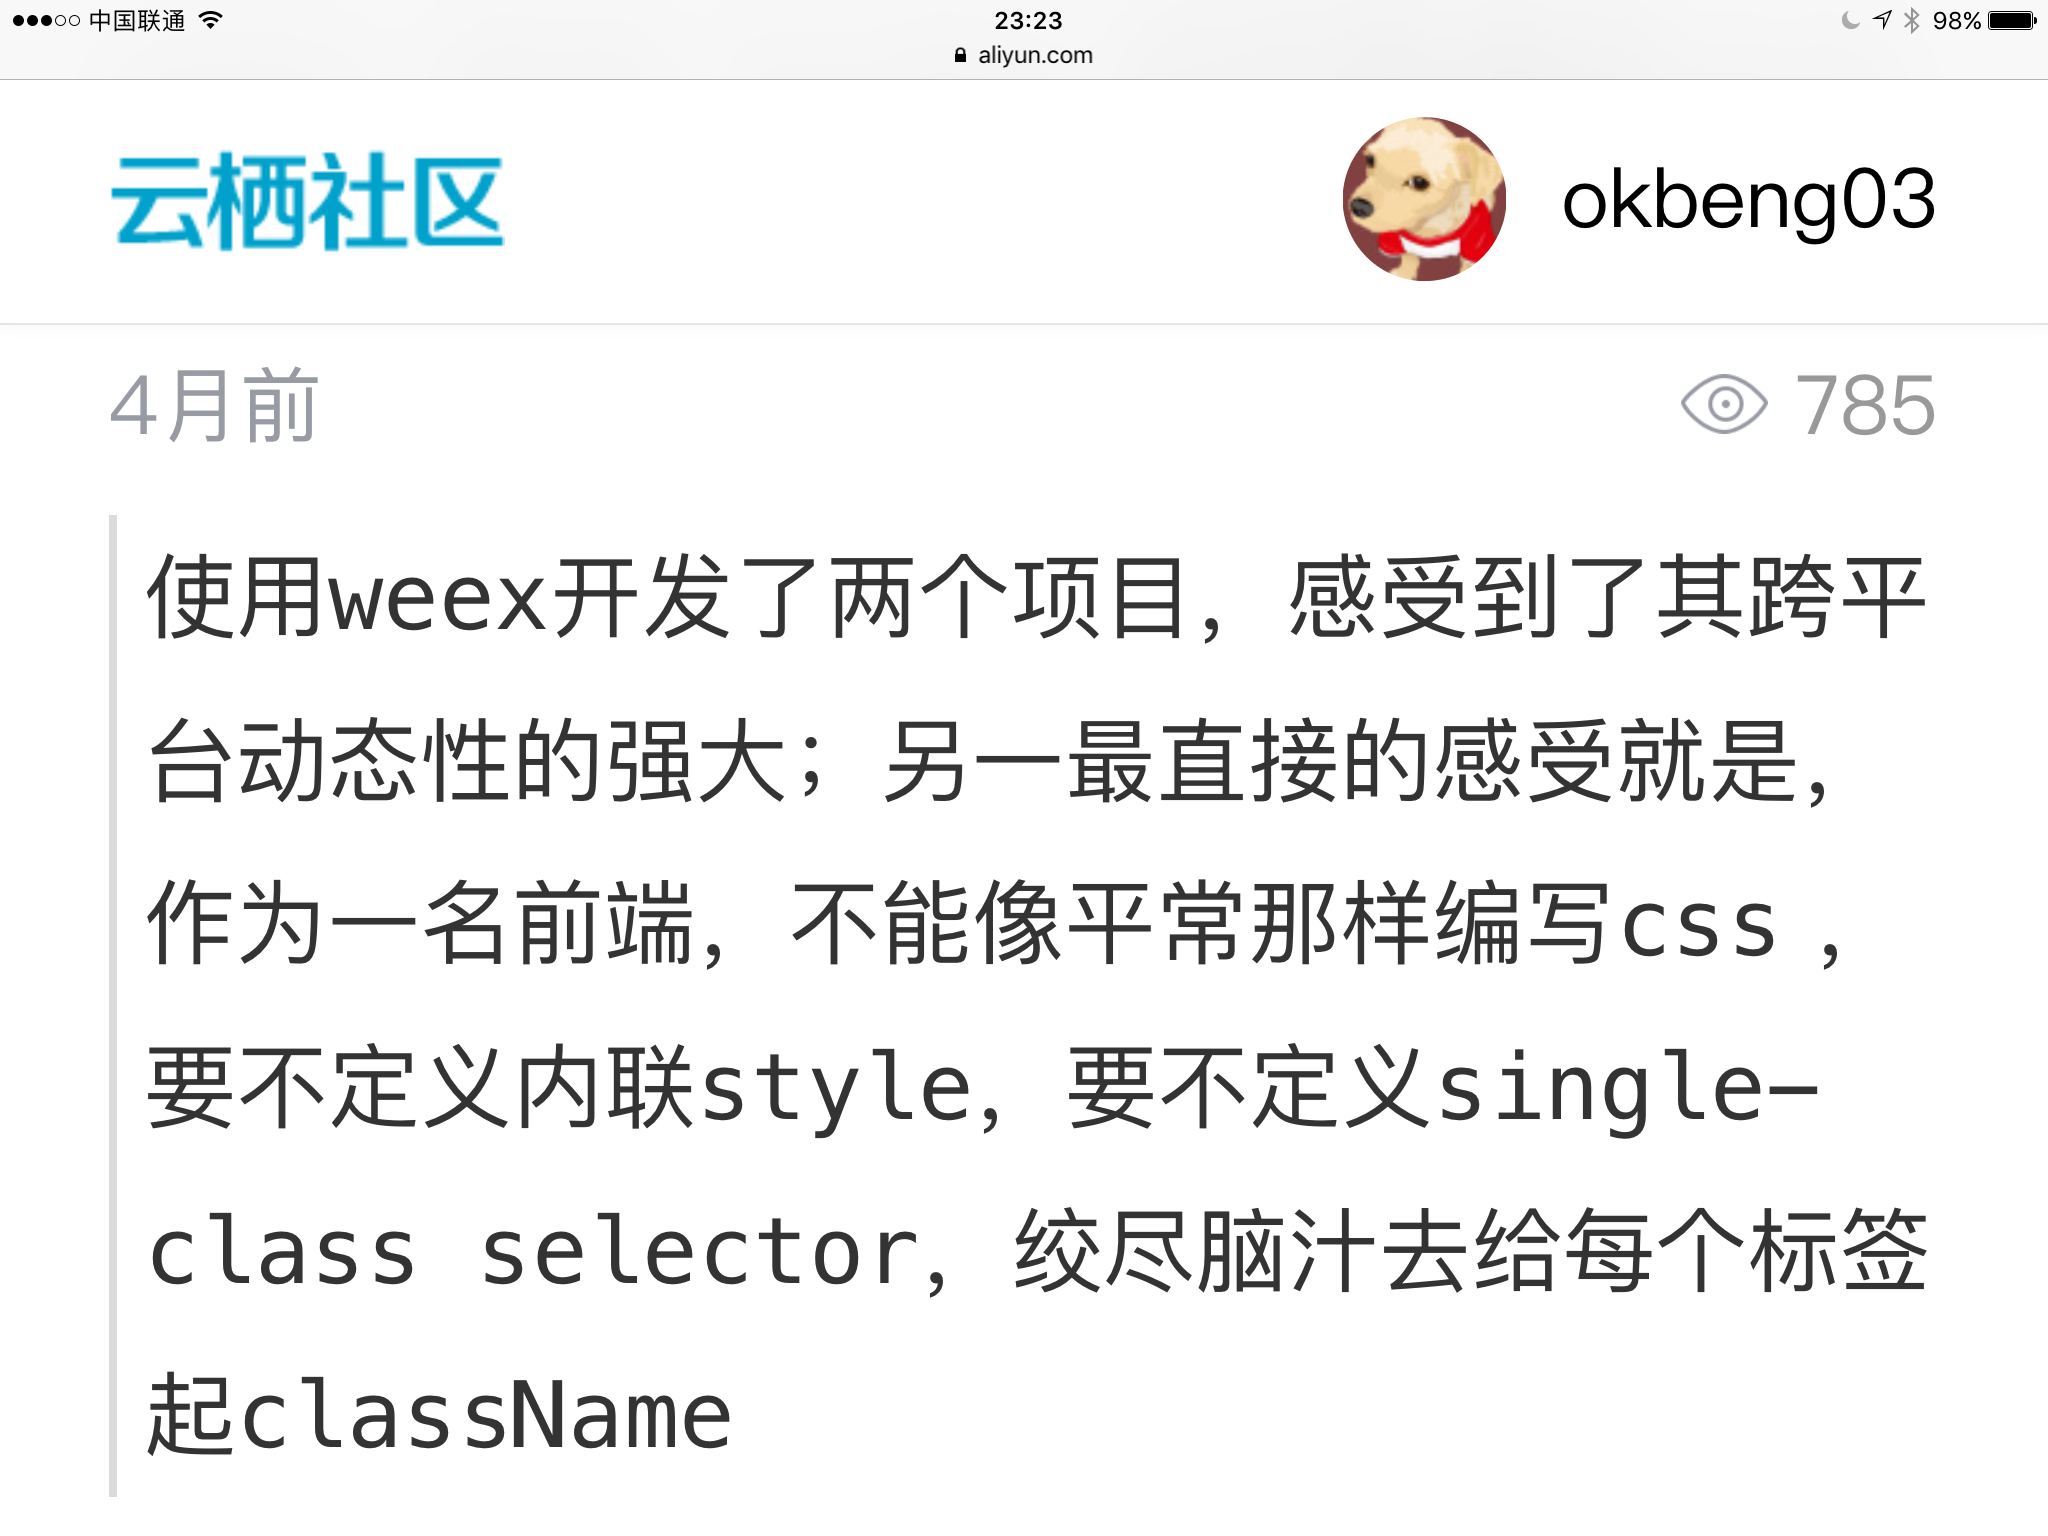 中国联通
23:23
98%
aliyun.com
云栖社区
okbeng03
4月前
785
使用weex开发了两个项目，感受到了其跨平
台动态性的强大；另一最直接的感受就是，
作为一名前端，不能像平常那样编写css ，
要不定义内联style，要不定义single-
class selector，绞尽脑汁去给每个标签
起className